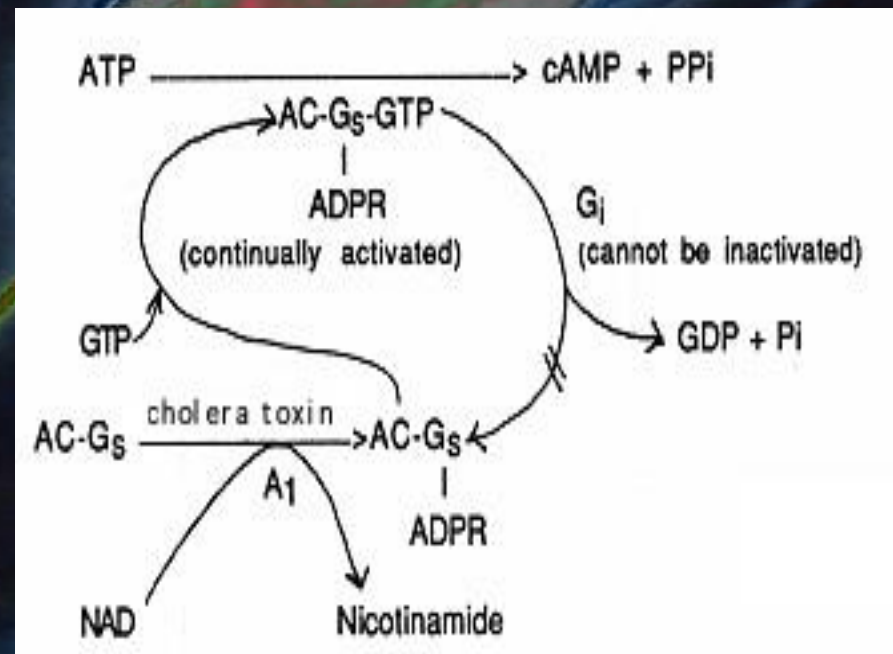 ATP ———> cAMP + PPi
AC-Gs-GTP
ADPR
Gi
(continually activated)
(cannot be inactivated)
GTP
GDP + Pi
cholera toxin
AC-Gs ———> AC-Gs
A1
ADPR
NAD
Nicotinamide